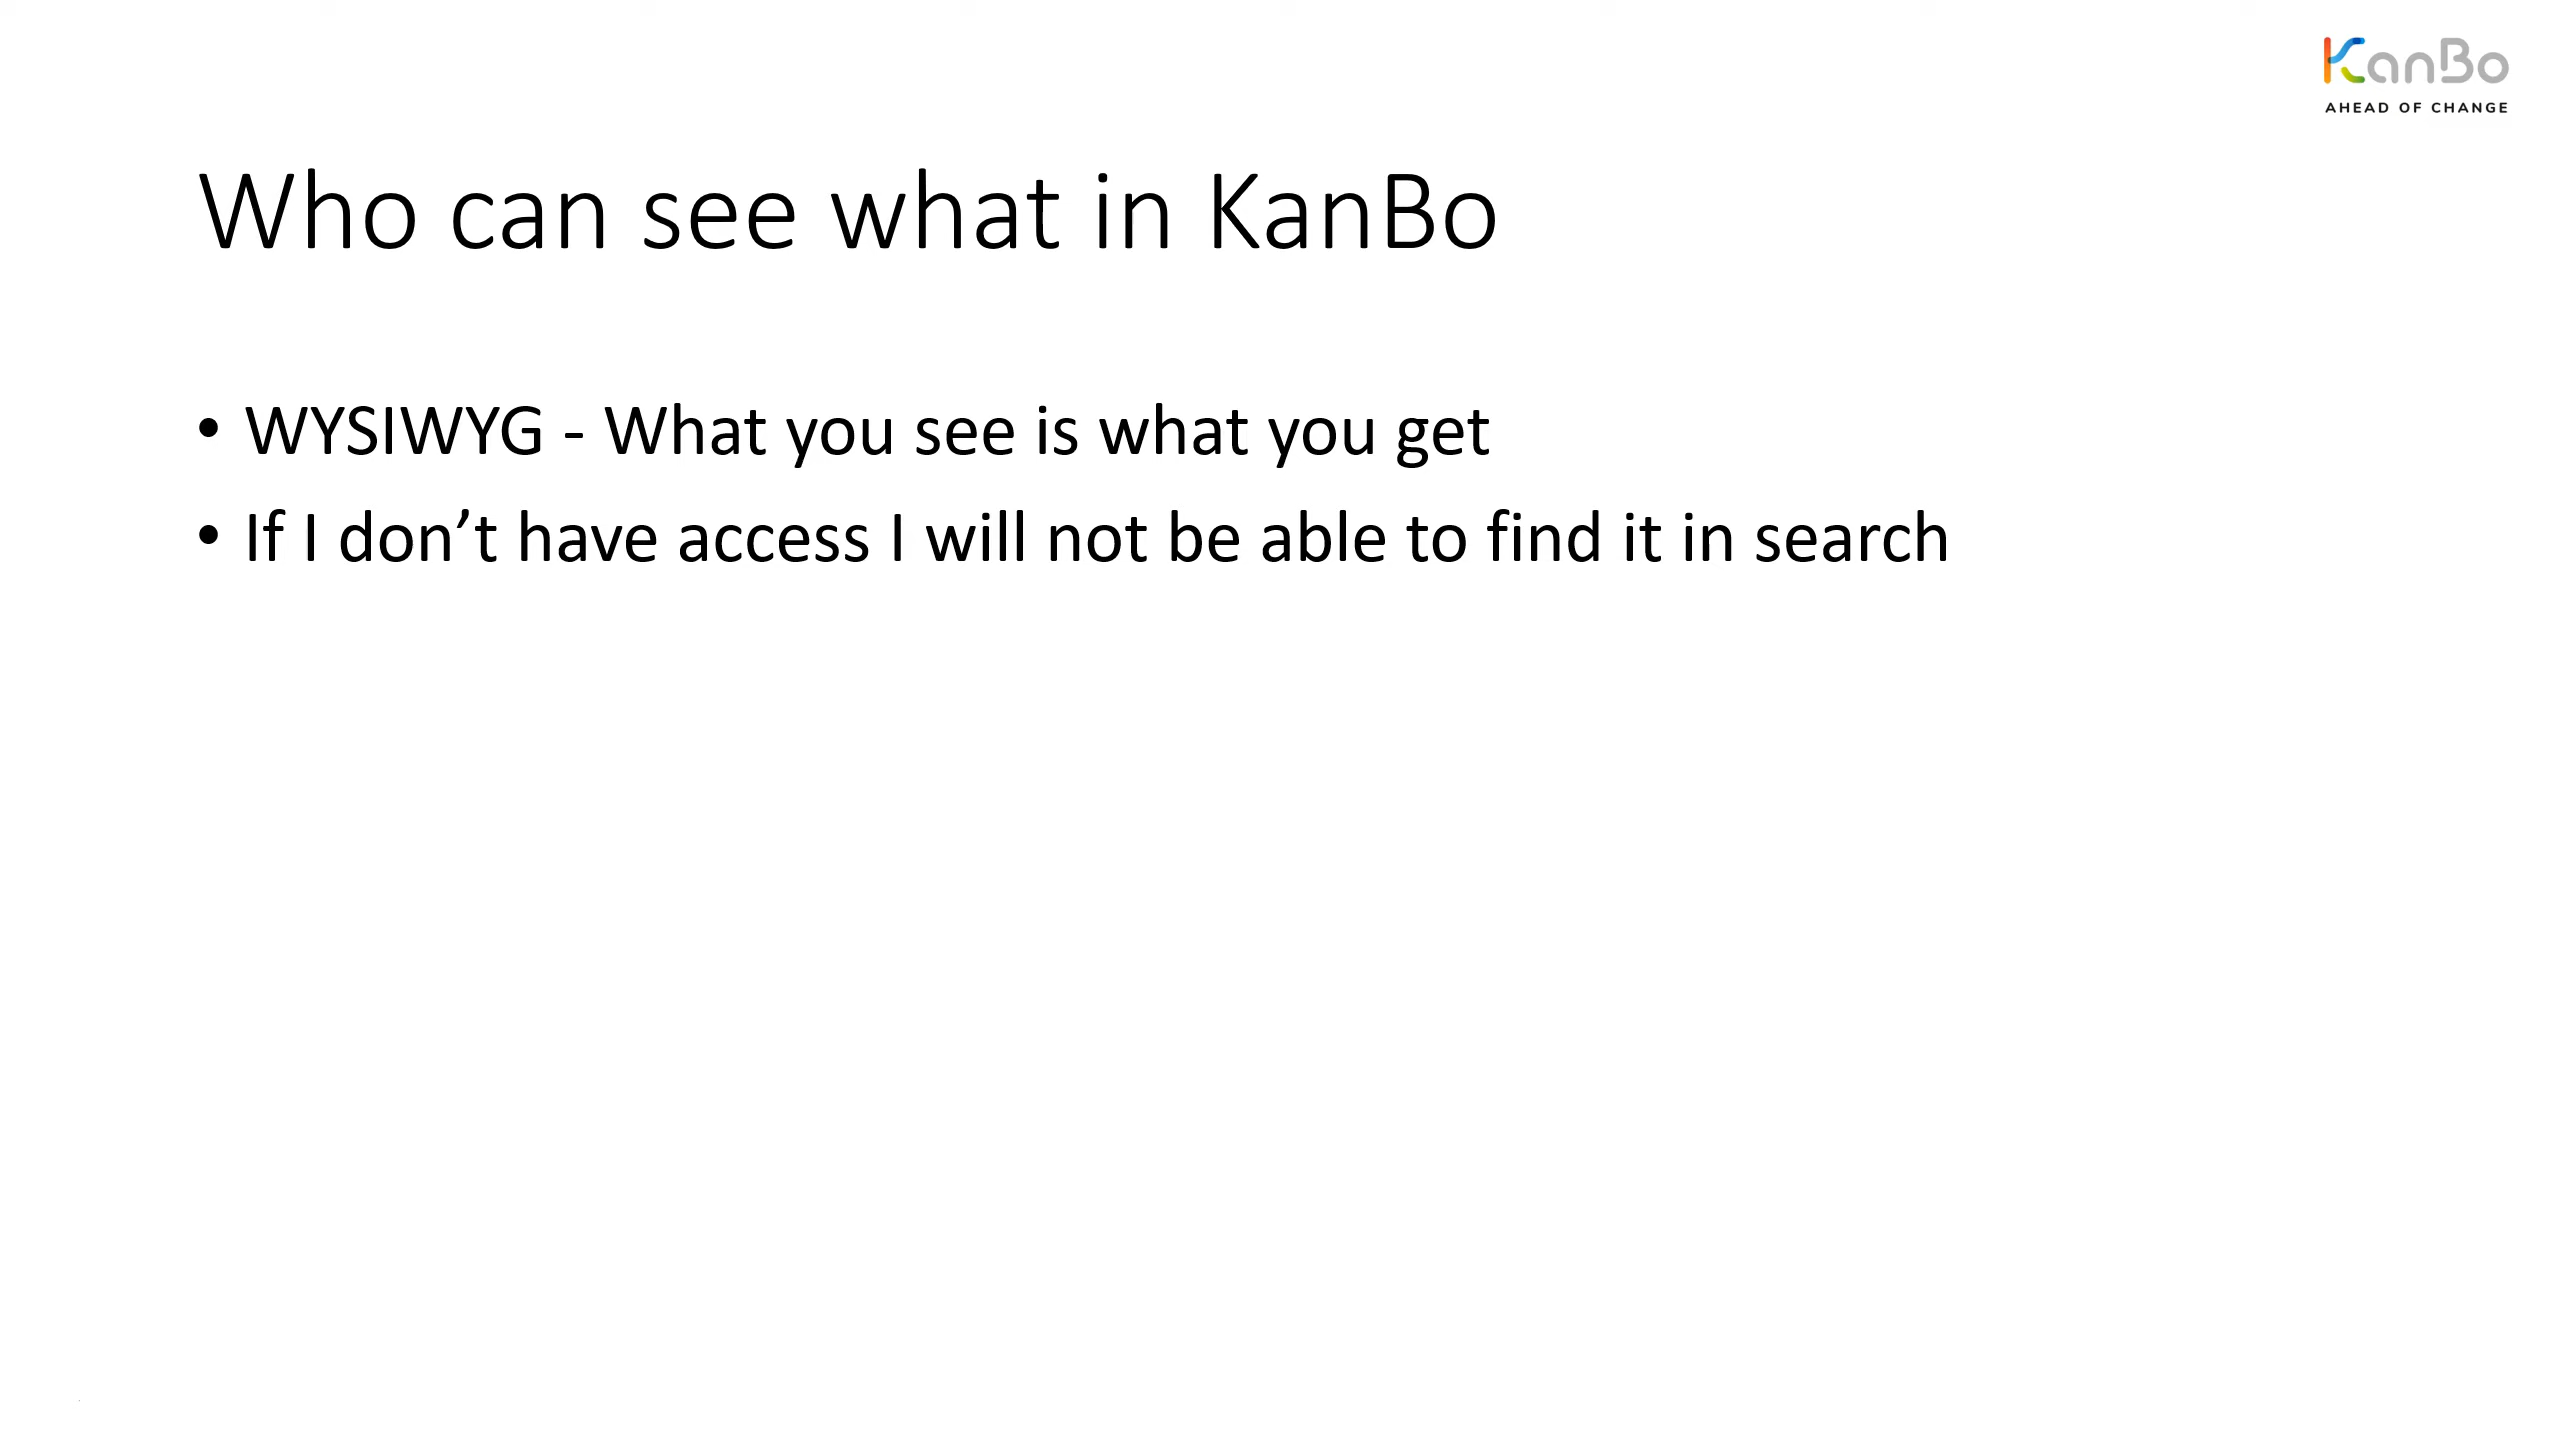 KanBo
AHEAD OF CHANGE
Who can see what in KanBo
• WYSIWYG - What you see is what you get
• If I don’t have access I will not be able to find it in search